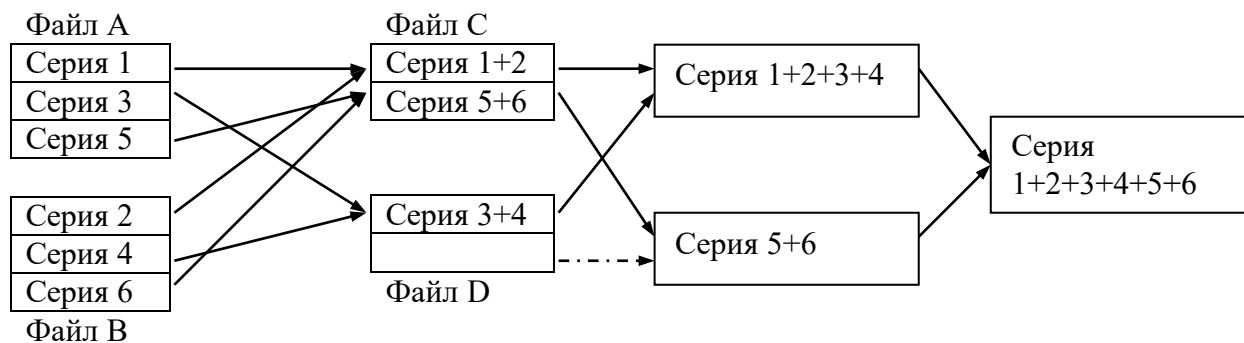 Файл A
Серия 1
Серия 3
Серия 5
Серия 2
Серия 4
Серия 6
Файл B
Файл C
Серия 1+2
Серия 5+6
Серия 3+4
Файл D
Серия 1+2+3+4
Серия 5+6
Серия
1+2+3+4+5+6